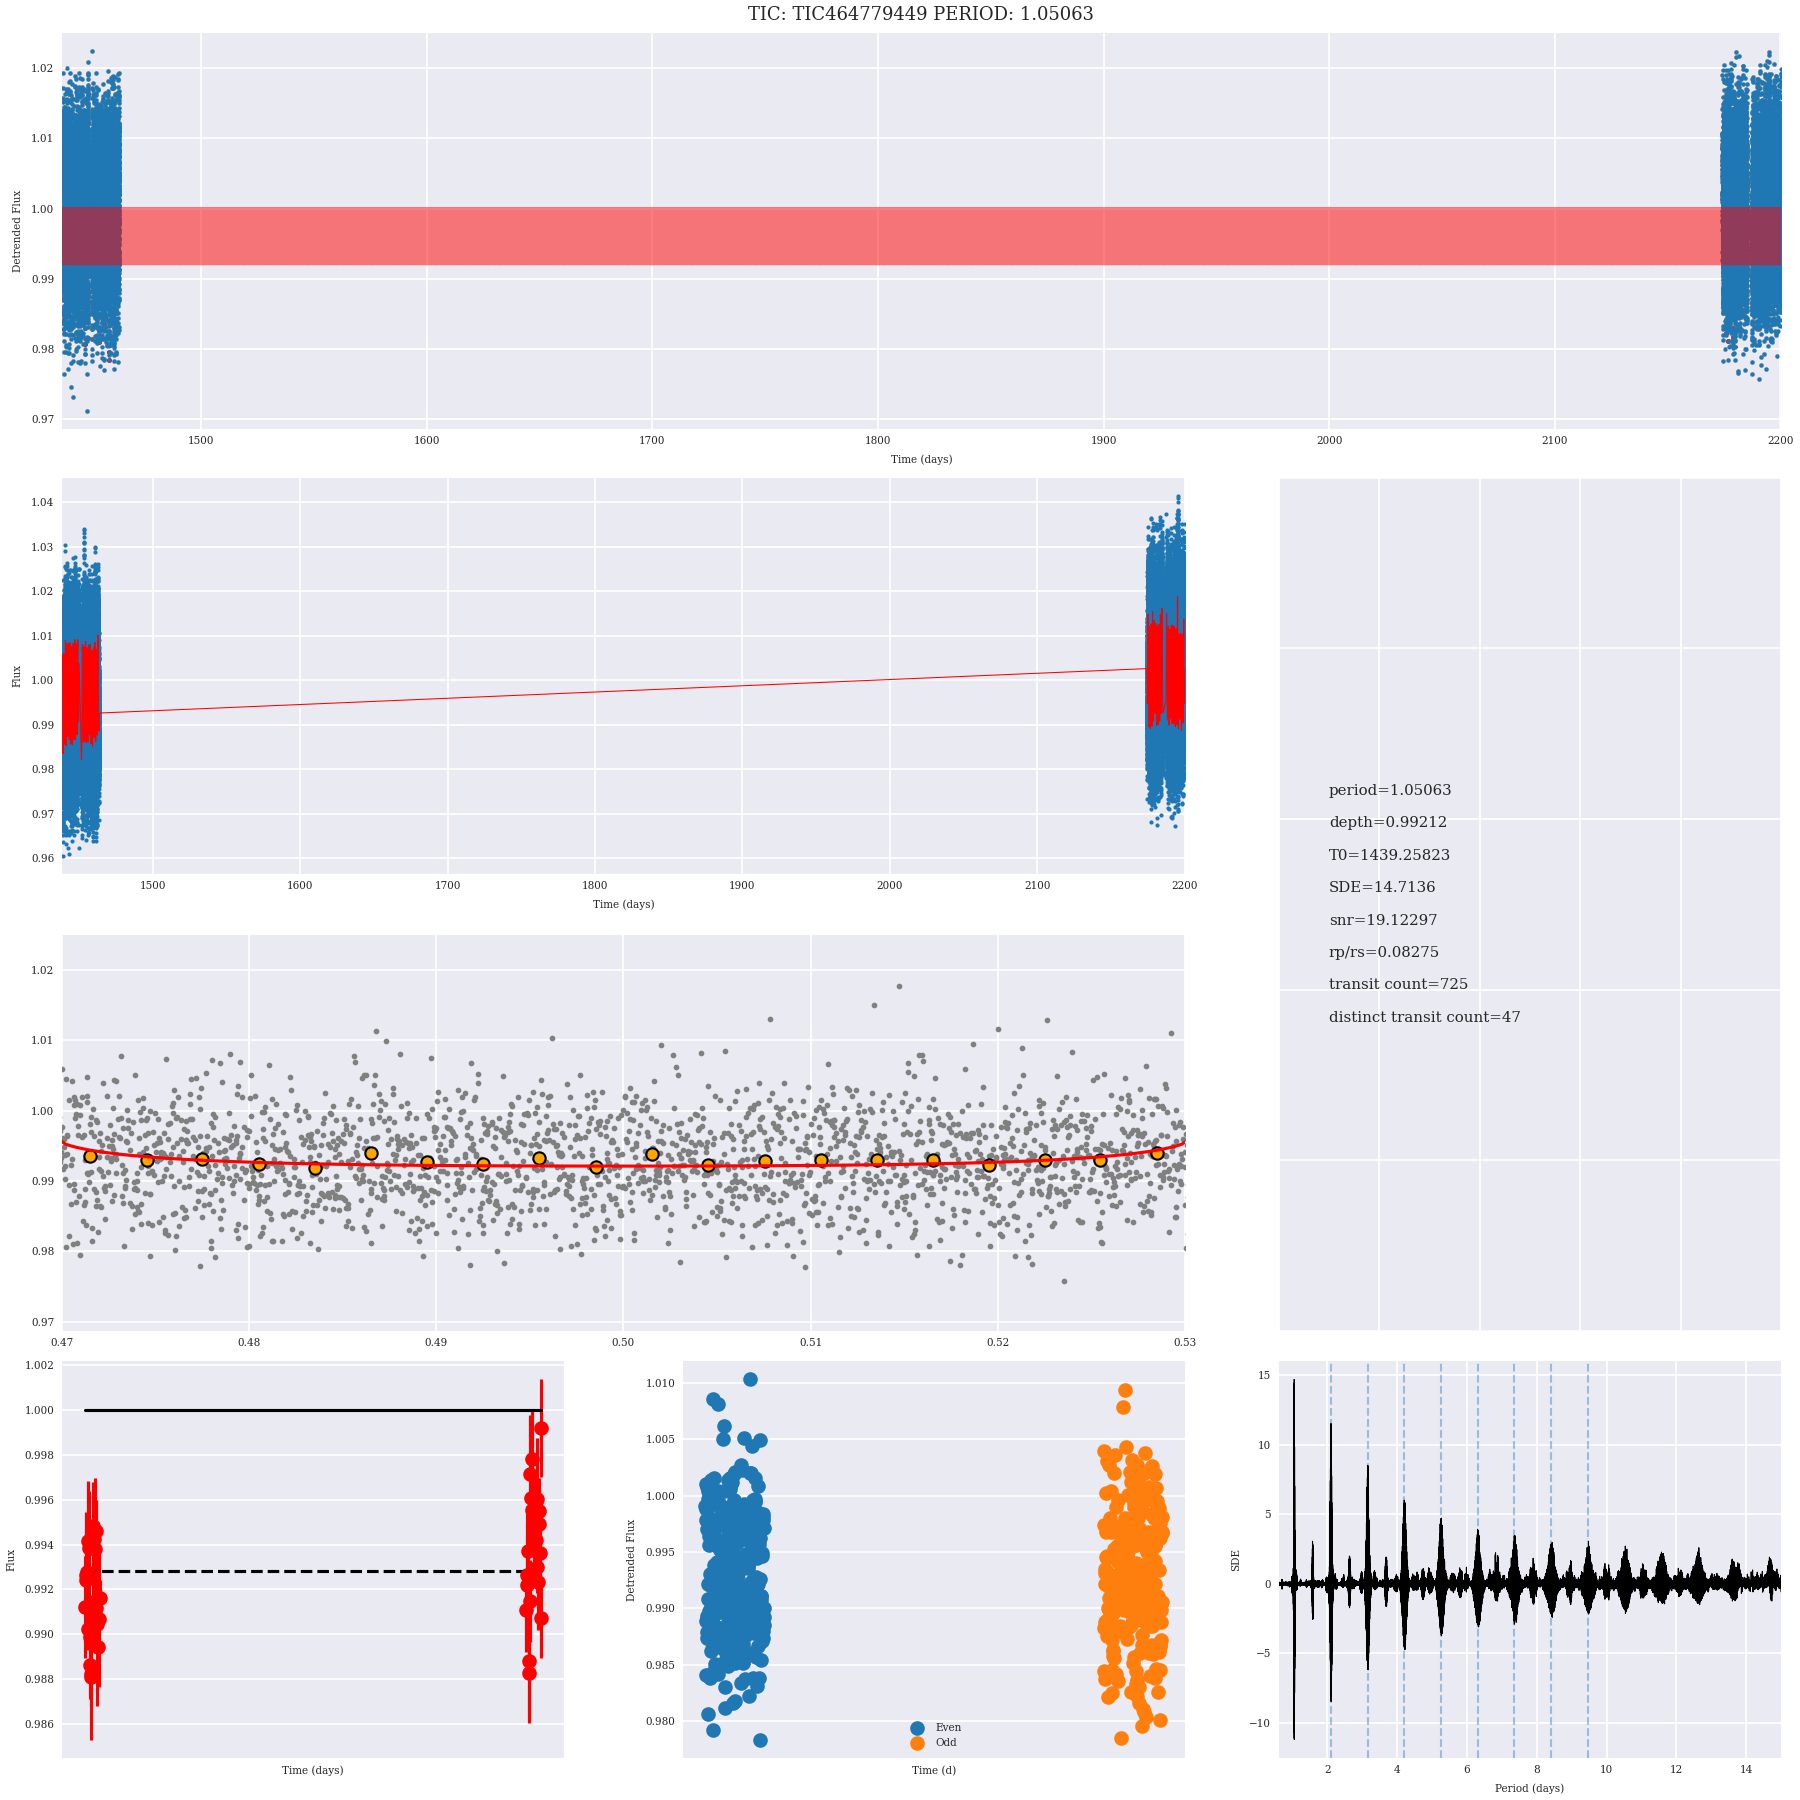 TIC: TIC464779449 PERIOD: 1.05063
1.02
1.01
1.00
0.99
0.98
0.97
Detrended Flux
1500 1600 1700 1800 1900 2000 2100 2200
Time (days)
1.04
1.03
1.02
1.01
1.00
0.99
0.98
0.97
0.96
Flux
1500 1600 1700 1800 1900 2000 2100 2200
Time (days)
period=1.05063
depth=0.99212
T0=1439.25823
SDE=14.7136
snr=19.12297
rp/rs=0.08275
transit count=725
distinct transit count=47
1.02
1.01
1.00
0.99
0.98
0.97
0.47 0.48 0.49 0.50 0.51 0.52 0.53
1.002
1.000
0.998
0.996
0.994
0.992
0.990
0.988
0.986
Flux
Time (days)
1.010
1.005
1.000
0.995
0.990
0.985
0.980
Detrended Flux
Even
Odd
Time (d)
15
10
5
0
−5
−10
SDE
2 4 6 8 10 12 14
Period (days)